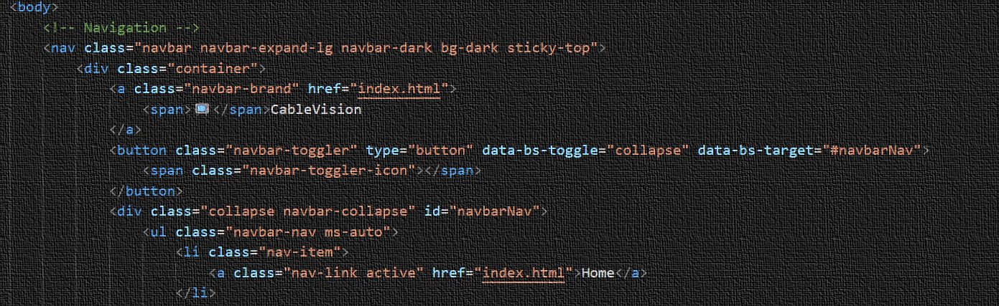 <body>
<!-- Navigation -->
<nav class="navbar navbar-expand-lg navbar-dark bg-dark sticky-top">
<div class="container">
<a class="navbar-brand" href="index.html">
<span>📺</span>CableVision
</a>
<button class="navbar-toggler" type="button" data-bs-toggle="collapse" data-bs-target="#navbarNav">
<span class="navbar-toggler-icon"></span>
</button>
<div class="collapse navbar-collapse" id="navbarNav">
<ul class="navbar-nav ms-auto">
<li class="nav-item">
<a class="nav-link active" href="index.html">Home</a>
</li>